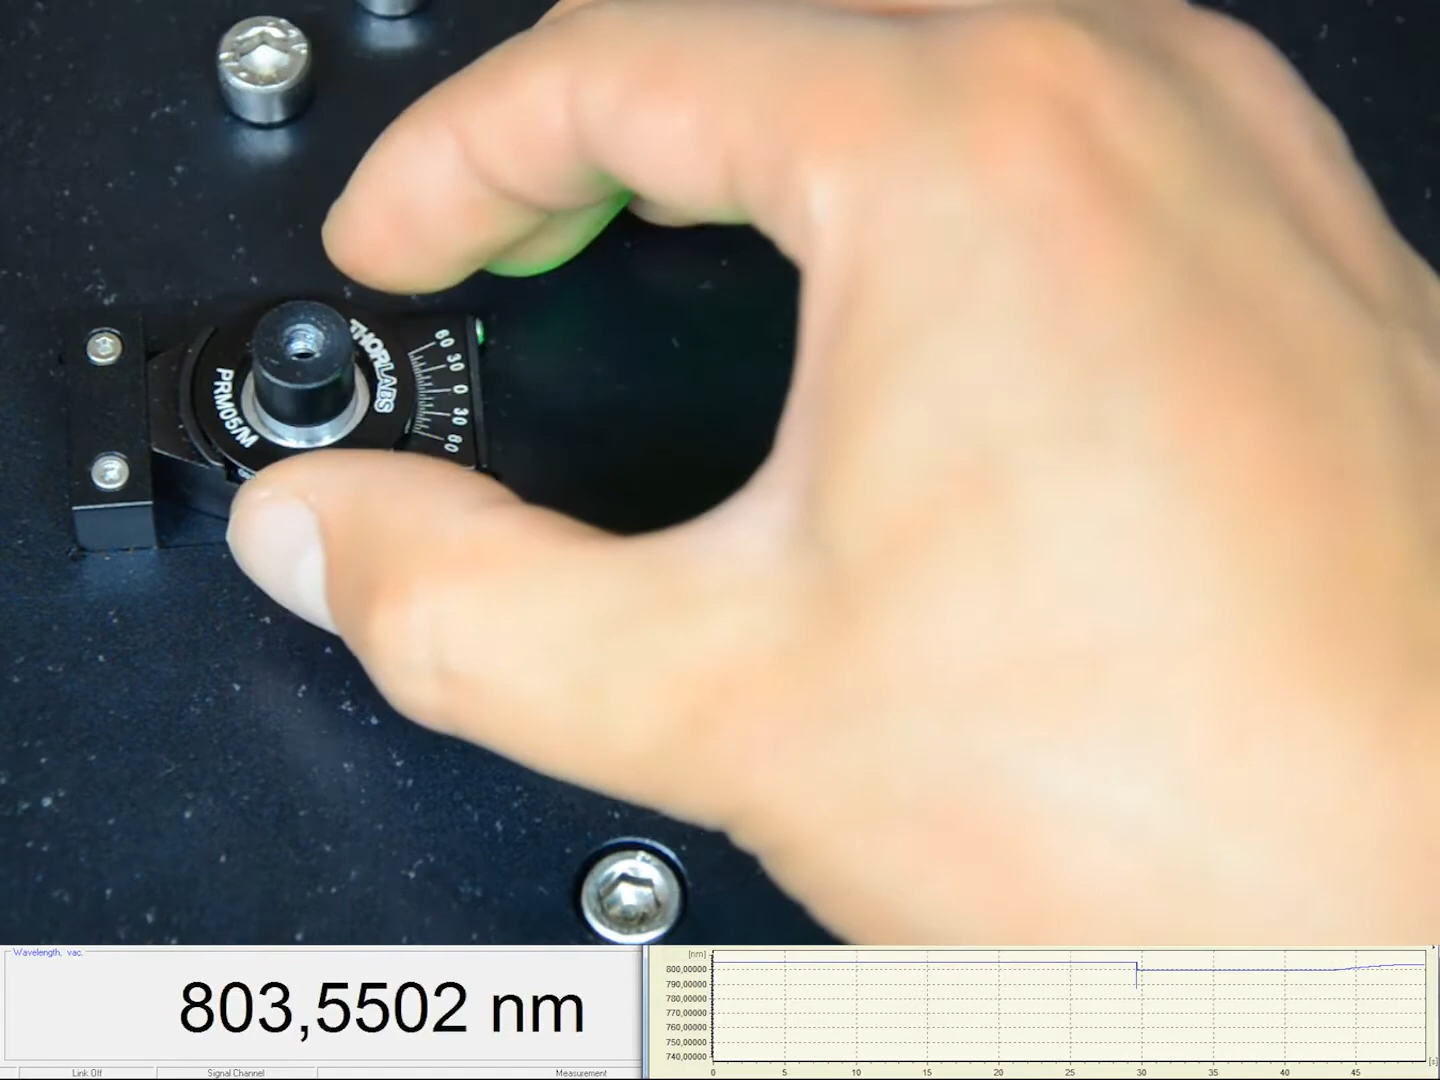 THORLABS
PRM05/M
60
30
0
30
60
Wavelength, vac.
803,5502 nm
Link Off
Signal Channel
Measurement
[nm]
800,00000
790,00000
780,00000
770,00000
760,00000
750,00000
740,00000
0 5 10 15 20 25 30 35 40 45 [s]